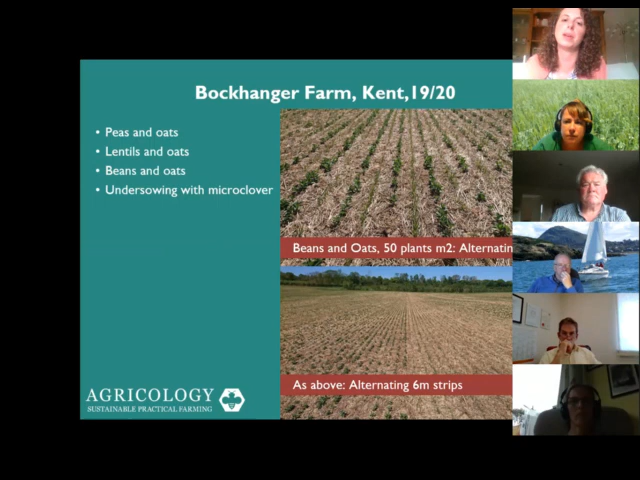 Bockhanger Farm, Kent,19/20
• Peas and oats
• Lentils and oats
• Beans and oats
• Undersowing with microclover
Beans and Oats, 50 plants m2: Alternatin
As above: Alternating 6m strips
AGRICOLOGY
SUSTAINABLE PRACTICAL FARMING